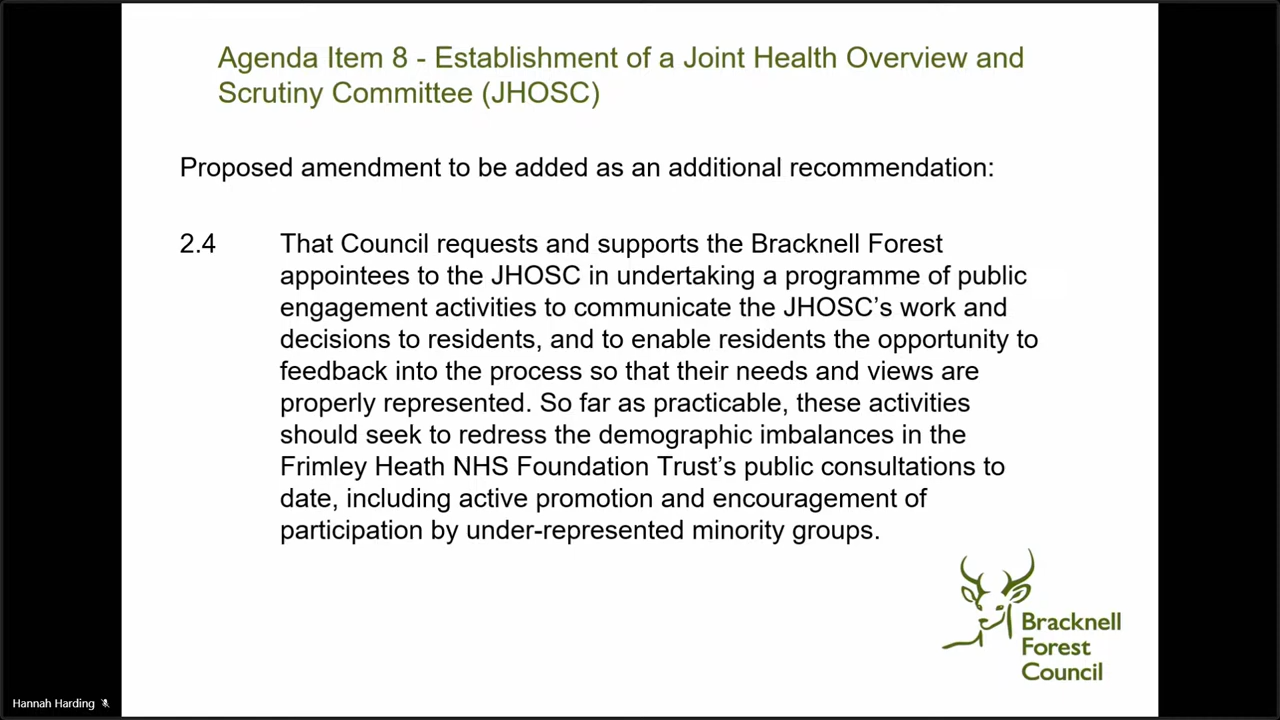 Agenda Item 8 - Establishment of a Joint Health Overview and
Scrutiny Committee (JHOSC)
Proposed amendment to be added as an additional recommendation:
2.4 That Council requests and supports the Bracknell Forest
appointees to the JHOSC in undertaking a programme of public
engagement activities to communicate the JHOSC’s work and
decisions to residents, and to enable residents the opportunity to
feedback into the process so that their needs and views are
properly represented. So far as practicable, these activities
should seek to redress the demographic imbalances in the
Frimley Heath NHS Foundation Trust’s public consultations to
date, including active promotion and encouragement of
participation by under-represented minority groups.
Bracknell
Forest
Council
Hannah Harding